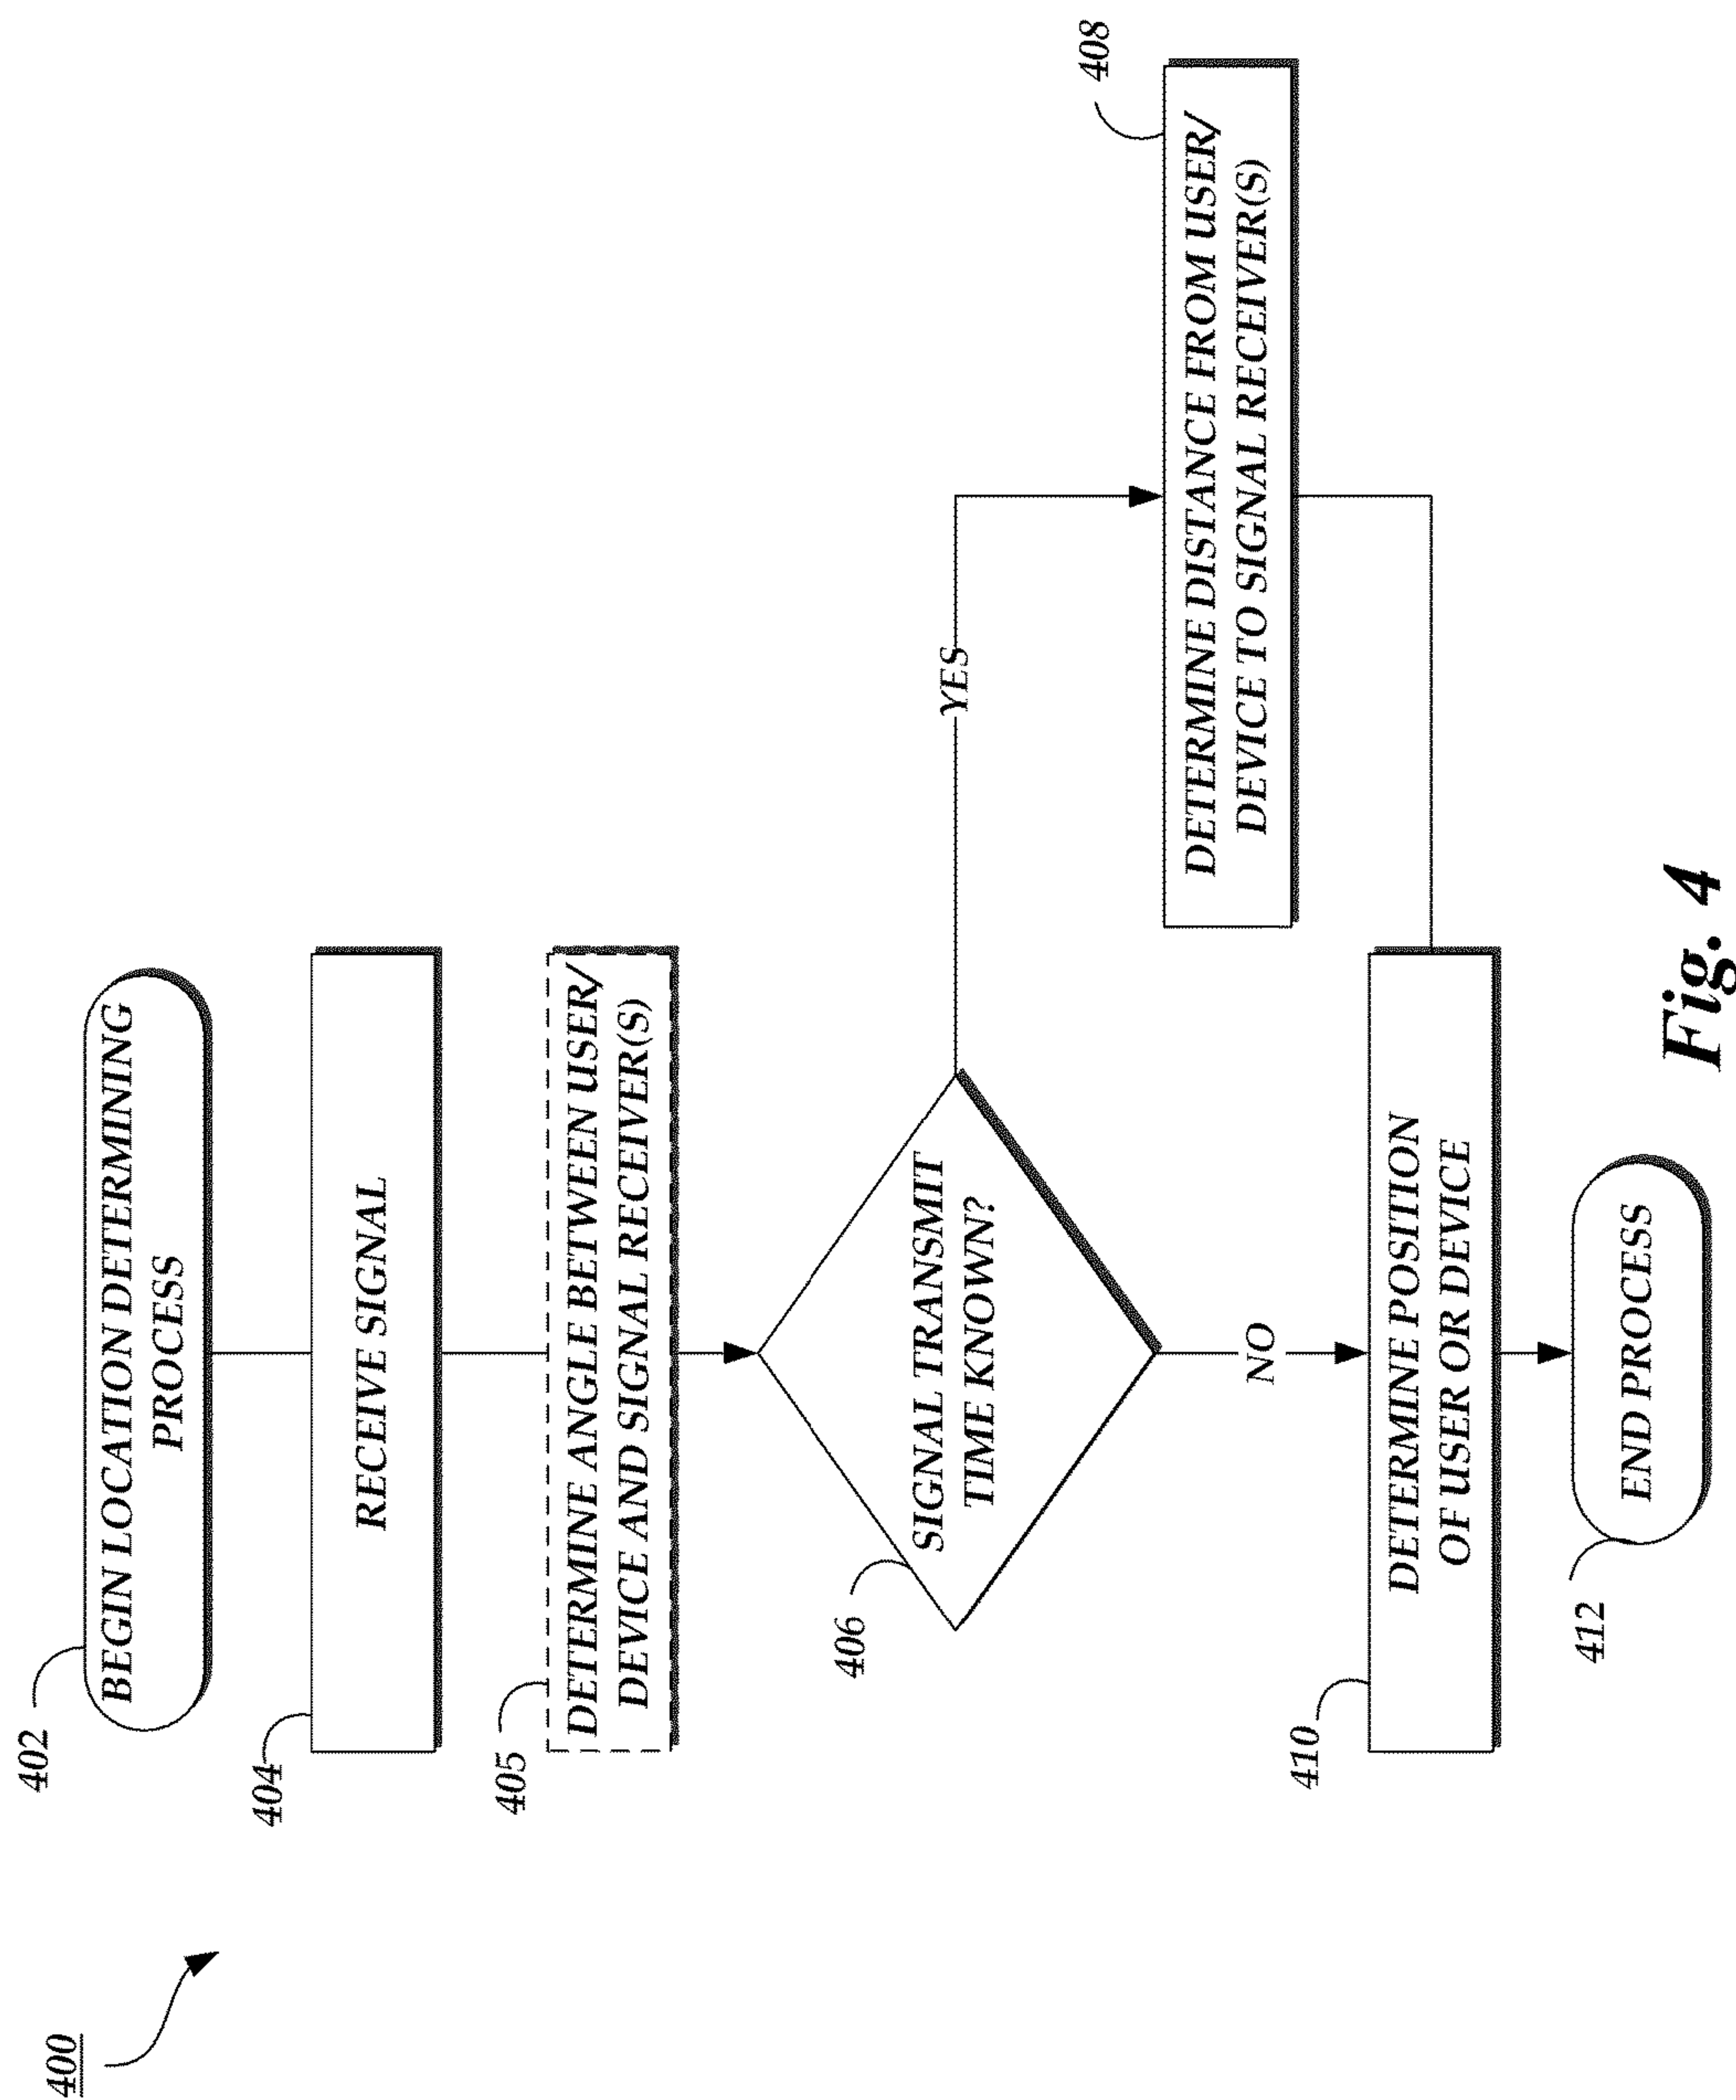 400
402
BEGIN LOCATION DETERMINING
PROCESS
404
RECEIVE SIGNAL
405
DETERMINE ANGLE BETWEEN USER/
DEVICE AND SIGNAL RECEIVER(S)
406
SIGNAL TRANSMIT
TIME KNOWN?
YES
NO
408
DETERMINE DISTANCE FROM USER/
DEVICE TO SIGNAL RECEIVER(S)
410
DETERMINE POSITION
OF USER OR DEVICE
412
END PROCESS
Fig. 4